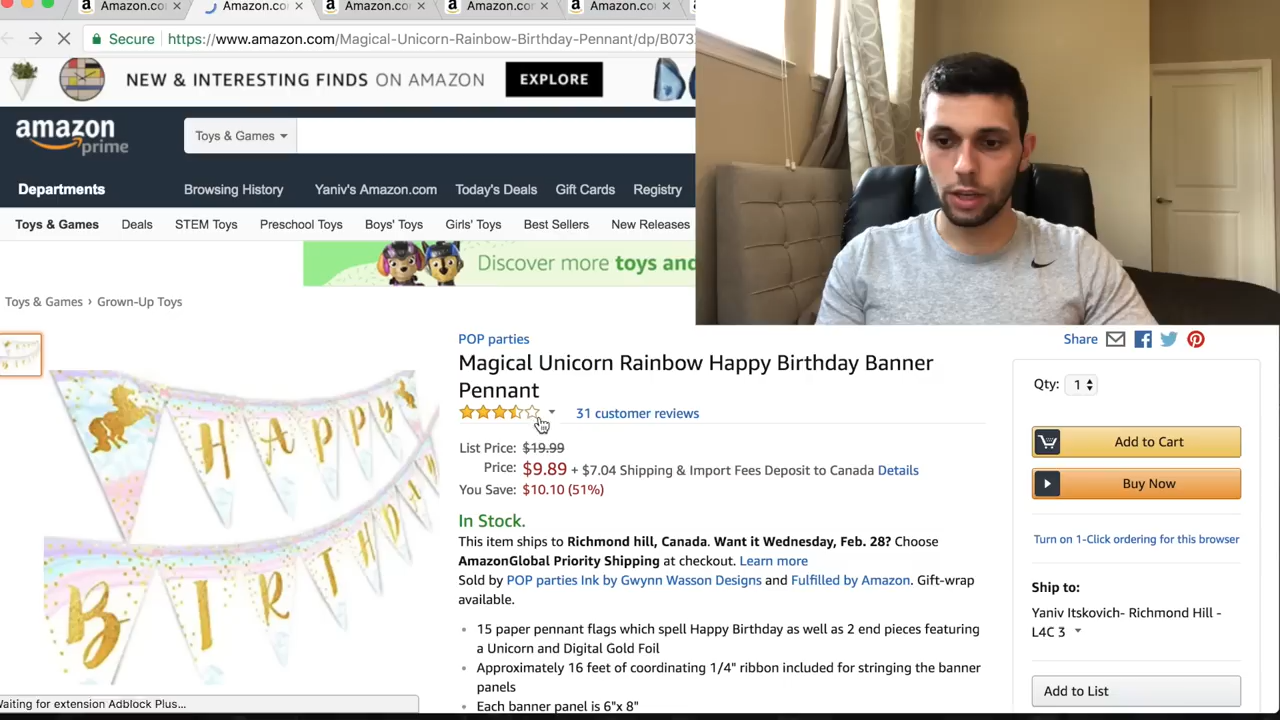 Amazon.co
Amazon.co
Amazon.co
Amazon.co
Amazon.co
Secure https://www.amazon.com/Magical-Unicorn-Rainbow-Birthday-Pennant/dp/B073
NEW & INTERESTING FINDS ON AMAZON EXPLORE
amazon
prime
Toys & Games
Departments Browsing History Yaniv's Amazon.com Today's Deals Gift Cards Registry
Toys & Games Deals STEM Toys Preschool Toys Boys' Toys Girls' Toys Best Sellers New Releases
Discover more toys and
Toys & Games › Grown-Up Toys
HAPPY
BIRTHDAY
POP parties
Magical Unicorn Rainbow Happy Birthday Banner
Pennant
31 customer reviews
List Price: $19.99
Price: $9.89 + $7.04 Shipping & Import Fees Deposit to Canada Details
You Save: $10.10 (51%)
In Stock.
This item ships to Richmond hill, Canada. Want it Wednesday, Feb. 28? Choose
AmazonGlobal Priority Shipping at checkout. Learn more
Sold by POP parties Ink by Gwynn Wasson Designs and Fulfilled by Amazon. Gift-wrap
available.
• 15 paper pennant flags which spell Happy Birthday as well as 2 end pieces featuring
a Unicorn and Digital Gold Foil
• Approximately 16 feet of coordinating 1/4" ribbon included for stringing the banner
panels
• Each banner panel is 6"x 8"
Share
Qty: 1
Add to Cart
Buy Now
Turn on 1-Click ordering for this browser
Ship to:
Yaniv Itskovich- Richmond Hill -
L4C 3
Add to List
Waiting for extension Adblock Plus...